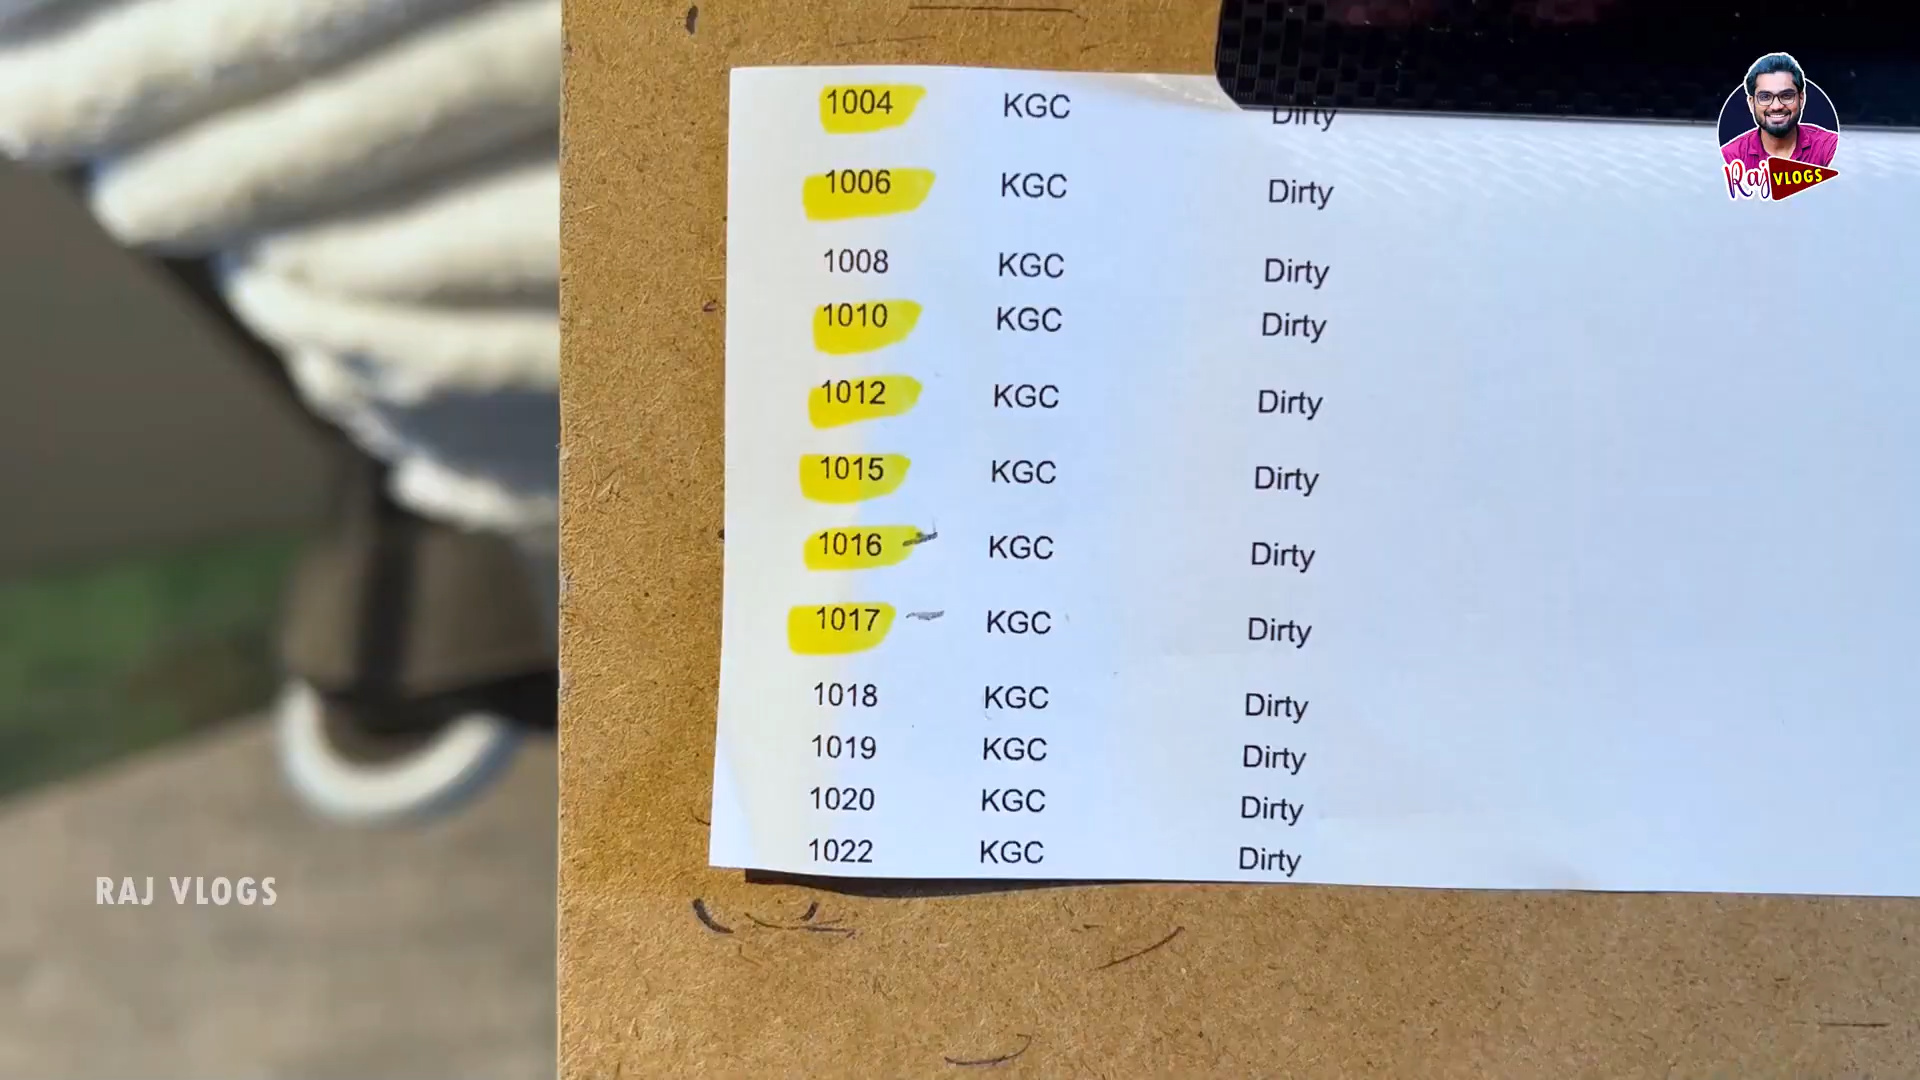 1004 KGC Dirty
1006 KGC Dirty
1008 KGC Dirty
1010 KGC Dirty
1012 KGC Dirty
1015 KGC Dirty
1016 KGC Dirty
1017 KGC Dirty
1018 KGC Dirty
1019 KGC Dirty
1020 KGC Dirty
1022 KGC Dirty
Raj VLOGS
RAJ VLOGS